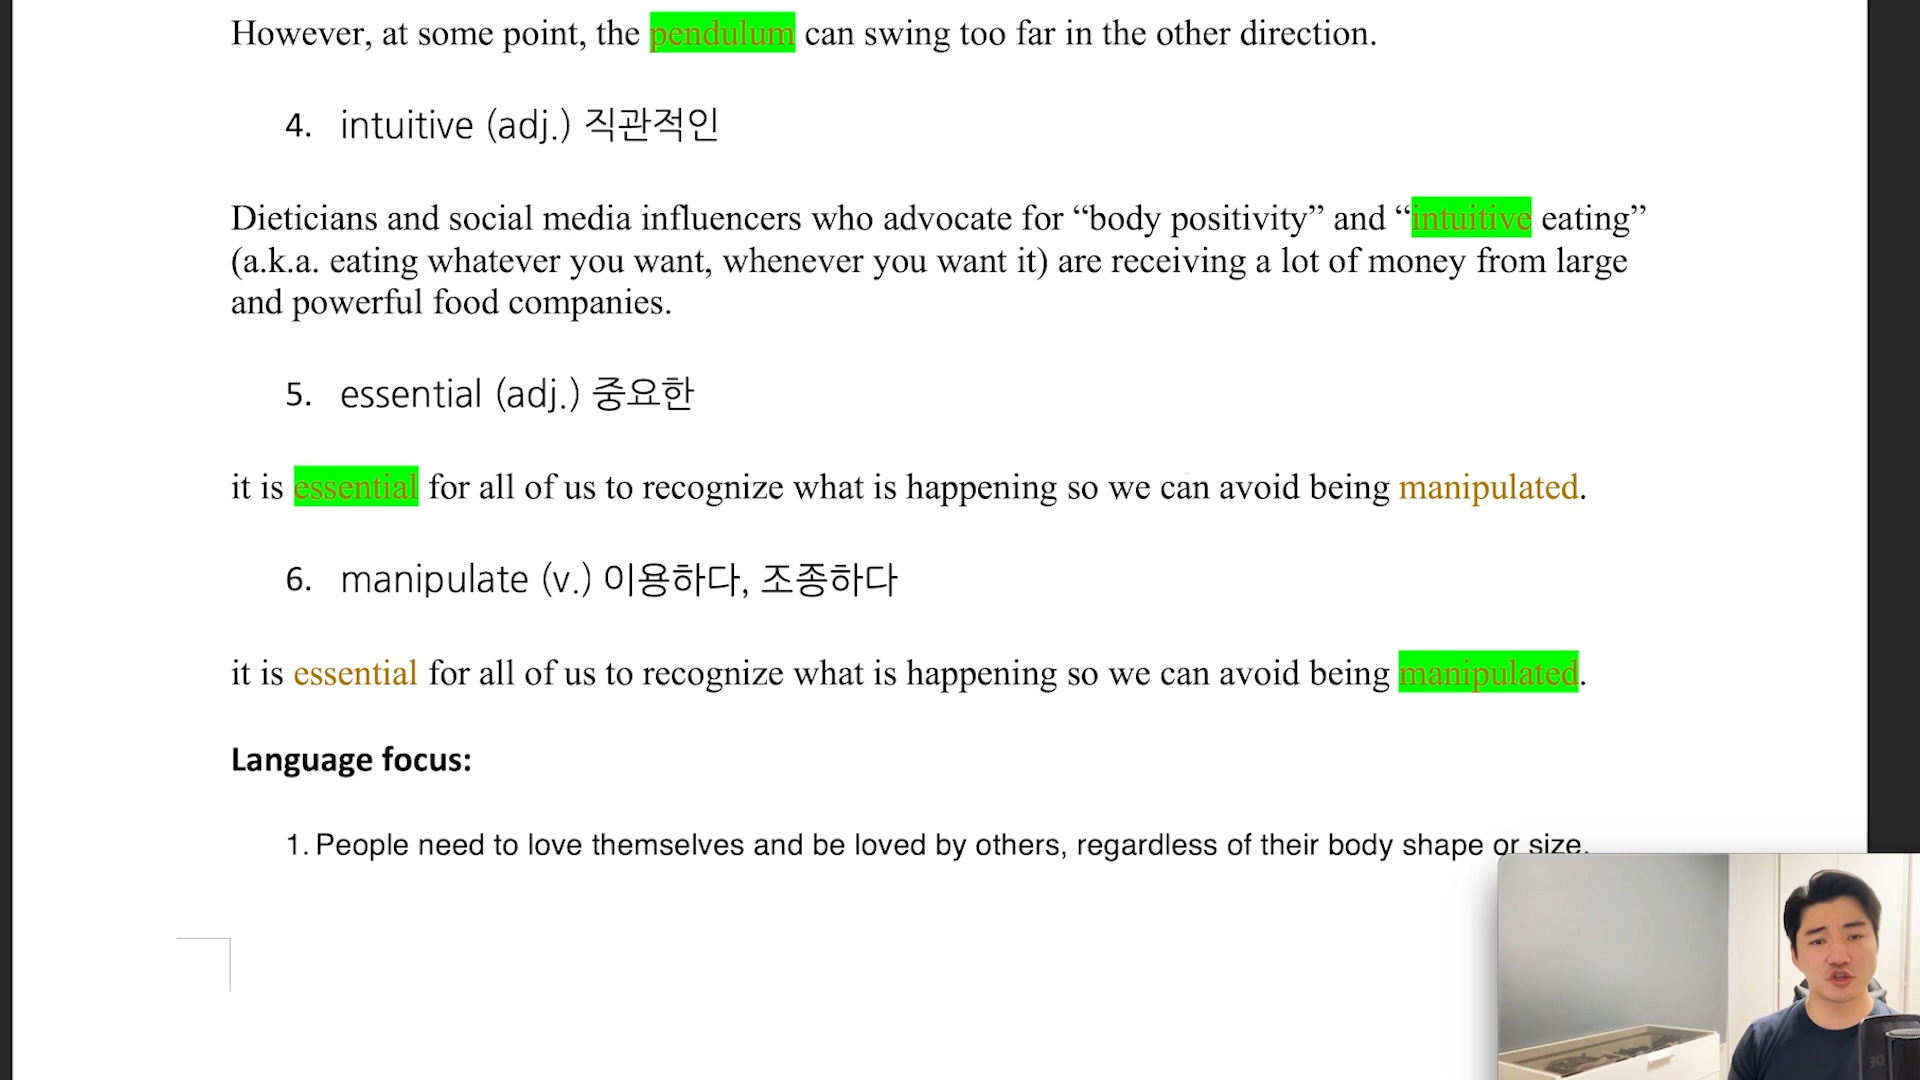 However, at some point, the pendulum can swing too far in the other direction.
4. intuitive (adj.) 직관적인
Dieticians and social media influencers who advocate for “body positivity” and “intuitive eating”
(a.k.a. eating whatever you want, whenever you want it) are receiving a lot of money from large
and powerful food companies.
5. essential (adj.) 중요한
it is essential for all of us to recognize what is happening so we can avoid being manipulated.
6. manipulate (v.) 이용하다, 조종하다
it is essential for all of us to recognize what is happening so we can avoid being manipulated.
Language focus:
1. People need to love themselves and be loved by others, regardless of their body shape or size.